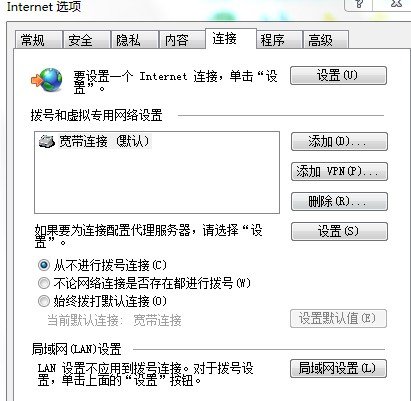 Internet 选项
常规 安全 隐私 内容 连接 程序 高级
要设置一个 Internet 连接，单击“设 设置(U)
置”。
拨号和虚拟专用网络设置
宽带连接 (默认) 添加(D)...
添加 VPN(P)...
删除(R)...
如果要为连接配置代理服务器，请选择“设 设置(S)
置”。
从不进行拨号连接(C)
不论网络连接是否存在都进行拨号(W)
始终拨打默认连接(O)
当前默认连接: 宽带连接 设置默认值(E)
局域网(LAN)设置
LAN 设置不应用到拨号连接。对于拨号设 局域网设置(L)
置，单击上面的“设置”按钮。